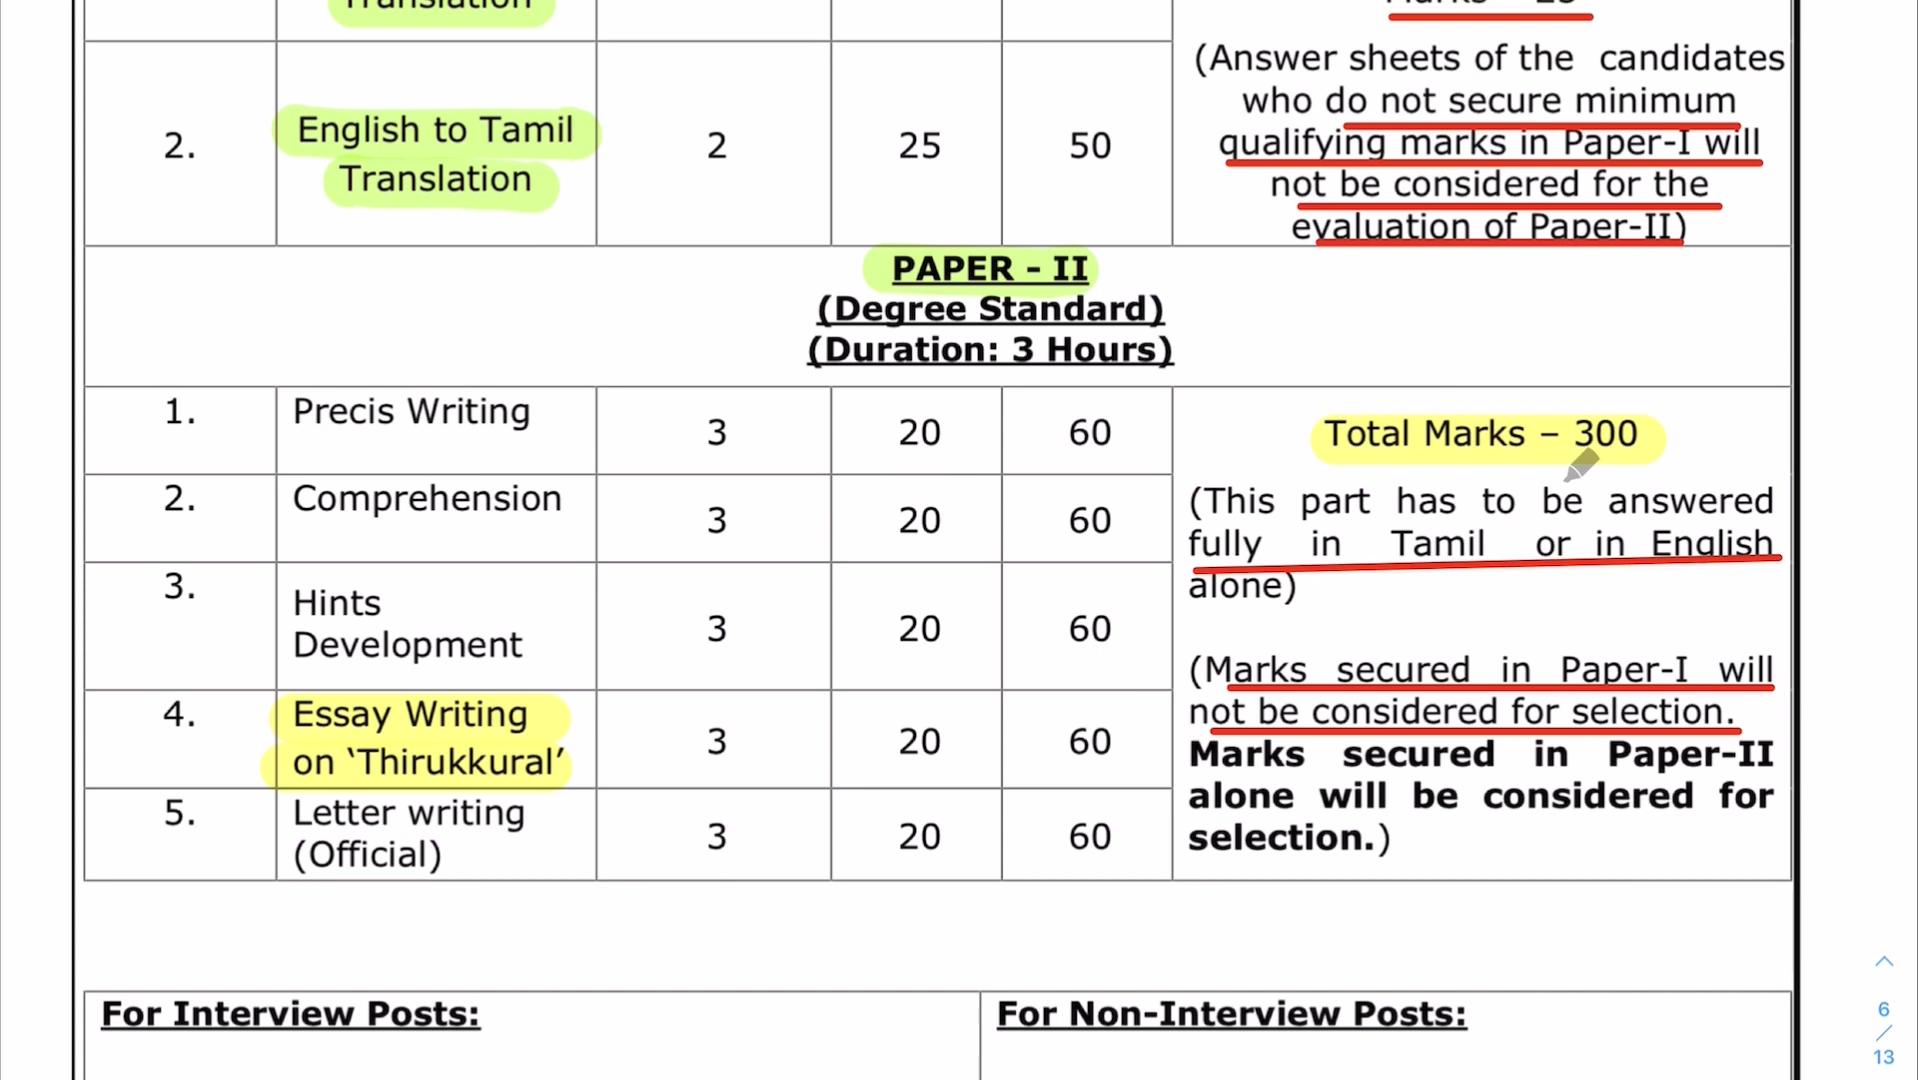 Translation
(Answer sheets of the candidates
who do not secure minimum
qualifying marks in Paper-I will
not be considered for the
evaluation of Paper-II)
2.
English to Tamil
Translation
2
25
50
PAPER - II
(Degree Standard)
(Duration: 3 Hours)
1.
Precis Writing
3
20
60
2.
Comprehension
3
20
60
3.
Hints
Development
3
20
60
4.
Essay Writing
on ‘Thirukkural’
3
20
60
5.
Letter writing
(Official)
3
20
60
Total Marks – 300
(This part has to be answered
fully in Tamil or in English
alone)
(Marks secured in Paper-I will
not be considered for selection.
Marks secured in Paper-II
alone will be considered for
selection.)
For Interview Posts:
For Non-Interview Posts:
6
/
13